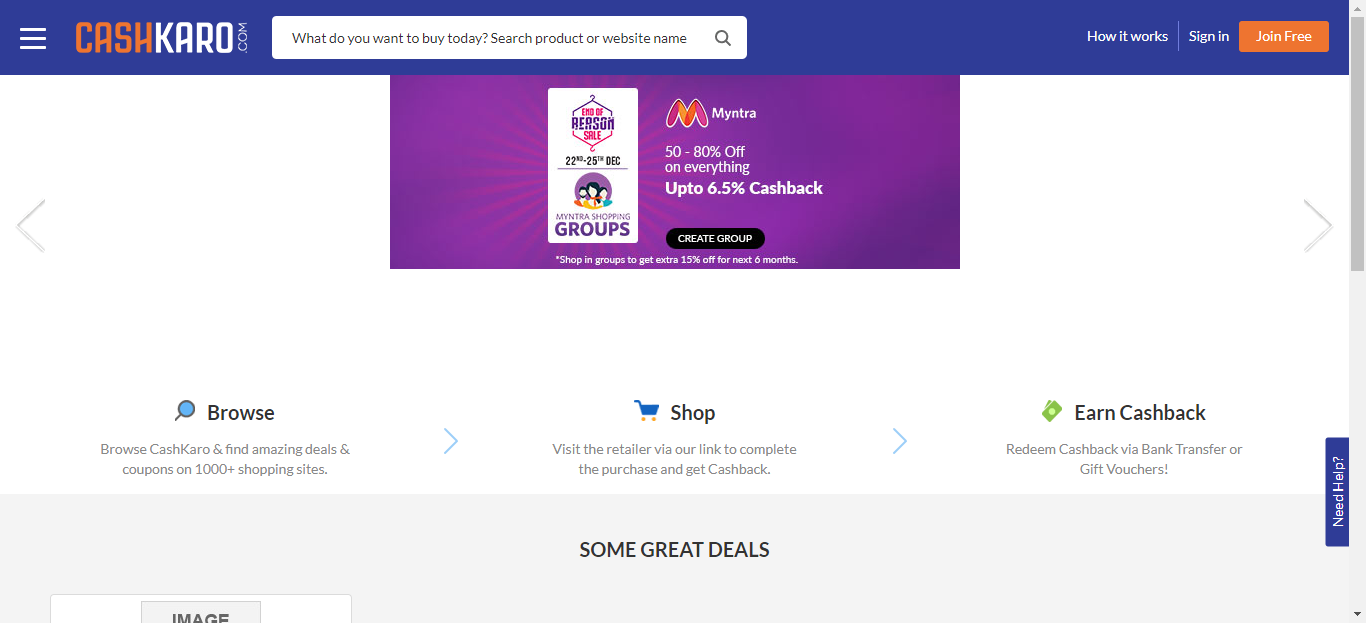 CASHKARO.COM
What do you want to buy today? Search product or website name
How it works
Sign in
Join Free
END OF
REASON
SALE
22ND-25TH DEC
MYNTRA SHOPPING
GROUPS
Myntra
50 - 80% Off
on everything
Upto 6.5% Cashback
CREATE GROUP
*Shop in groups to get extra 15% off for next 6 months.
Browse
Browse CashKaro & find amazing deals &
coupons on 1000+ shopping sites.
Shop
Visit the retailer via our link to complete
the purchase and get Cashback.
Earn Cashback
Redeem Cashback via Bank Transfer or
Gift Vouchers!
Need Help?
SOME GREAT DEALS
IMAGE